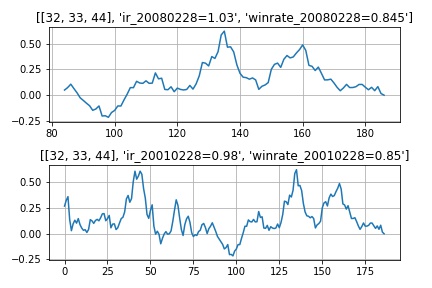 [[32, 33, 44], 'ir_20080228=1.03', 'winrate_20080228=0.845']
0.50
0.25
0.00
−0.25
80 100 120 140 160 180
[[32, 33, 44], 'ir_20010228=0.98', 'winrate_20010228=0.85']
0.50
0.25
0.00
−0.25
0 25 50 75 100 125 150 175